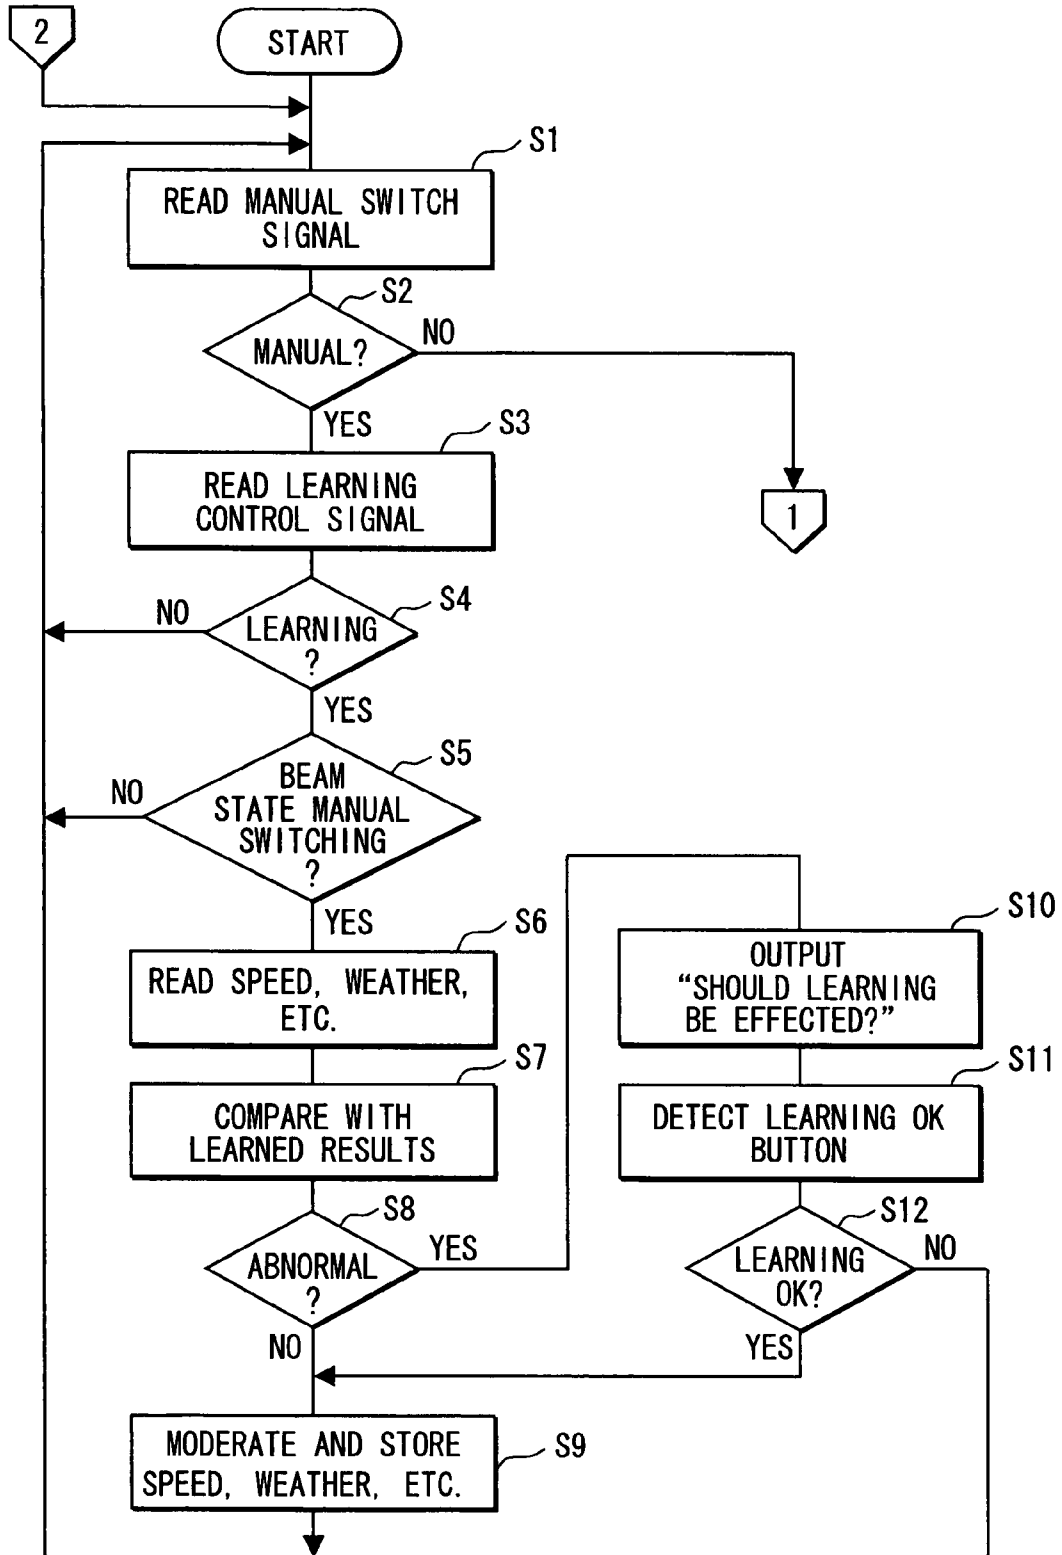 2
START
S1
READ MANUAL SWITCH
SIGNAL
S2
MANUAL?
NO
YES
S3
READ LEARNING
CONTROL SIGNAL
1
S4
NO
LEARNING
?
YES
S5
NO
BEAM
STATE MANUAL
SWITCHING
?
YES
S6
READ SPEED, WEATHER,
ETC.
S7
COMPARE WITH
LEARNED RESULTS
S8
ABNORMAL
?
YES
NO
S10
OUTPUT
“SHOULD LEARNING
BE EFFECTED?”
S11
DETECT LEARNING OK
BUTTON
S12
LEARNING
OK?
NO
YES
MODERATE AND STORE
SPEED, WEATHER, ETC.
S9